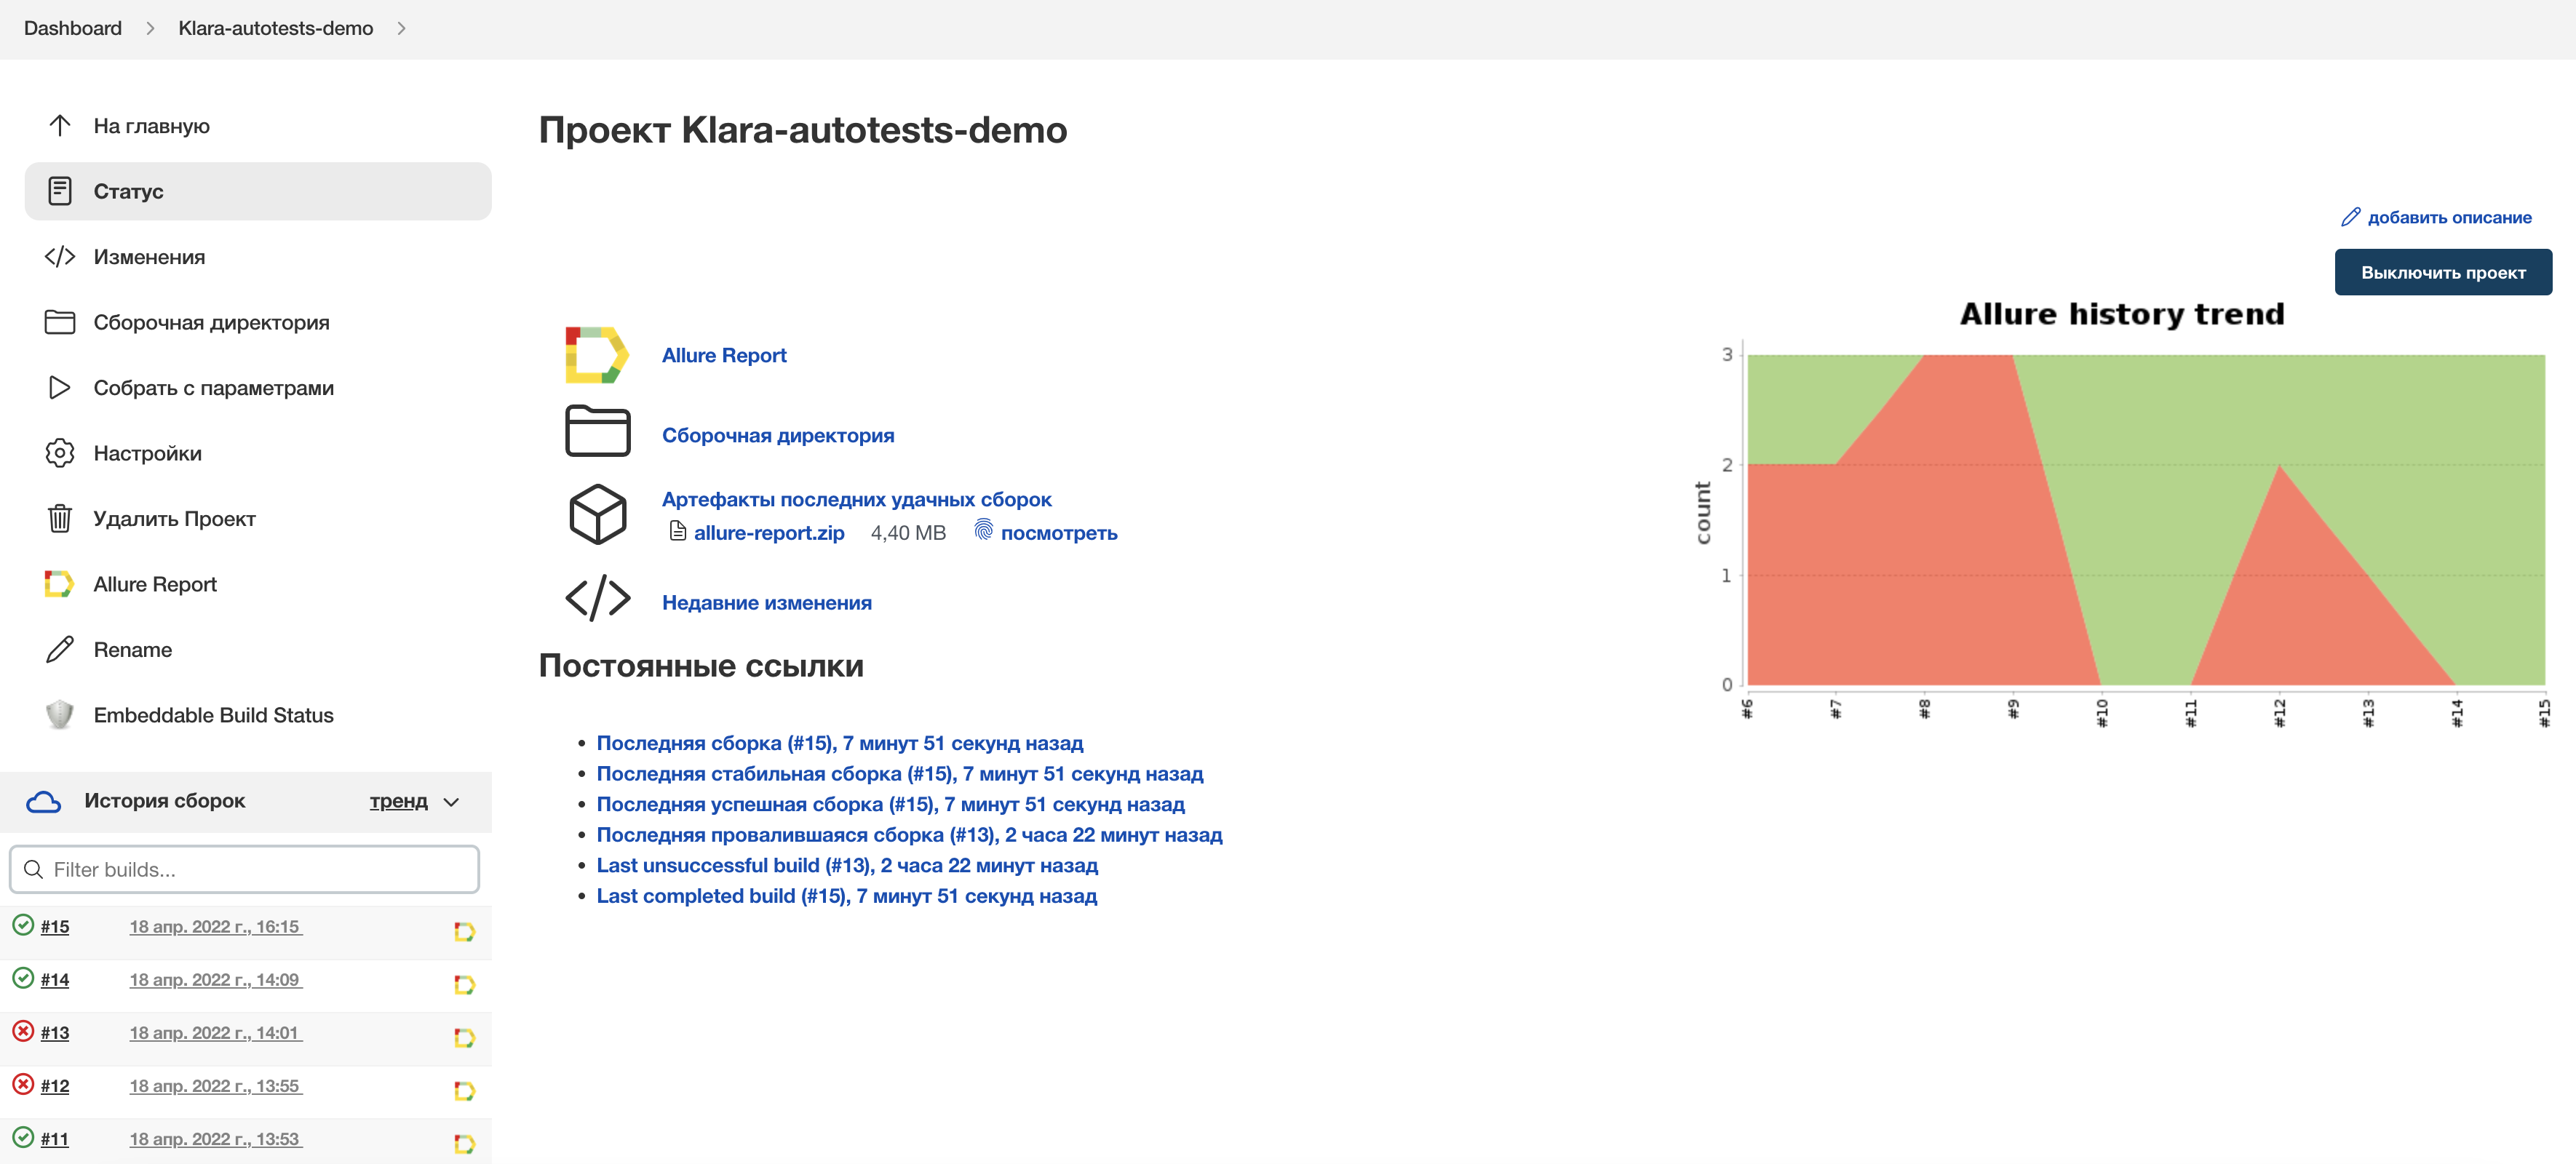 Dashboard
Klara-autotests-demo
На главную
Статус
Изменения
Сборочная директория
Собрать с параметрами
Настройки
Удалить Проект
Allure Report
Rename
Embeddable Build Status
История сборок
тренд
Filter builds...
#15 18 апр. 2022 г., 16:15
#14 18 апр. 2022 г., 14:09
#13 18 апр. 2022 г., 14:01
#12 18 апр. 2022 г., 13:55
#11 18 апр. 2022 г., 13:53
Проект Klara-autotests-demo
добавить описание
Выключить проект
Allure Report
Сборочная директория
Артефакты последних удачных сборок
allure-report.zip 4,40 MB посмотреть
Недавние изменения
Постоянные ссылки
• Последняя сборка (#15), 7 минут 51 секунд назад
• Последняя стабильная сборка (#15), 7 минут 51 секунд назад
• Последняя успешная сборка (#15), 7 минут 51 секунд назад
• Последняя провалившаяся сборка (#13), 2 часа 22 минут назад
• Last unsuccessful build (#13), 2 часа 22 минут назад
• Last completed build (#15), 7 минут 51 секунд назад
Allure history trend
count
3
2
1
0
#6 #7 #8 #9 #10 #11 #12 #13 #14 #15